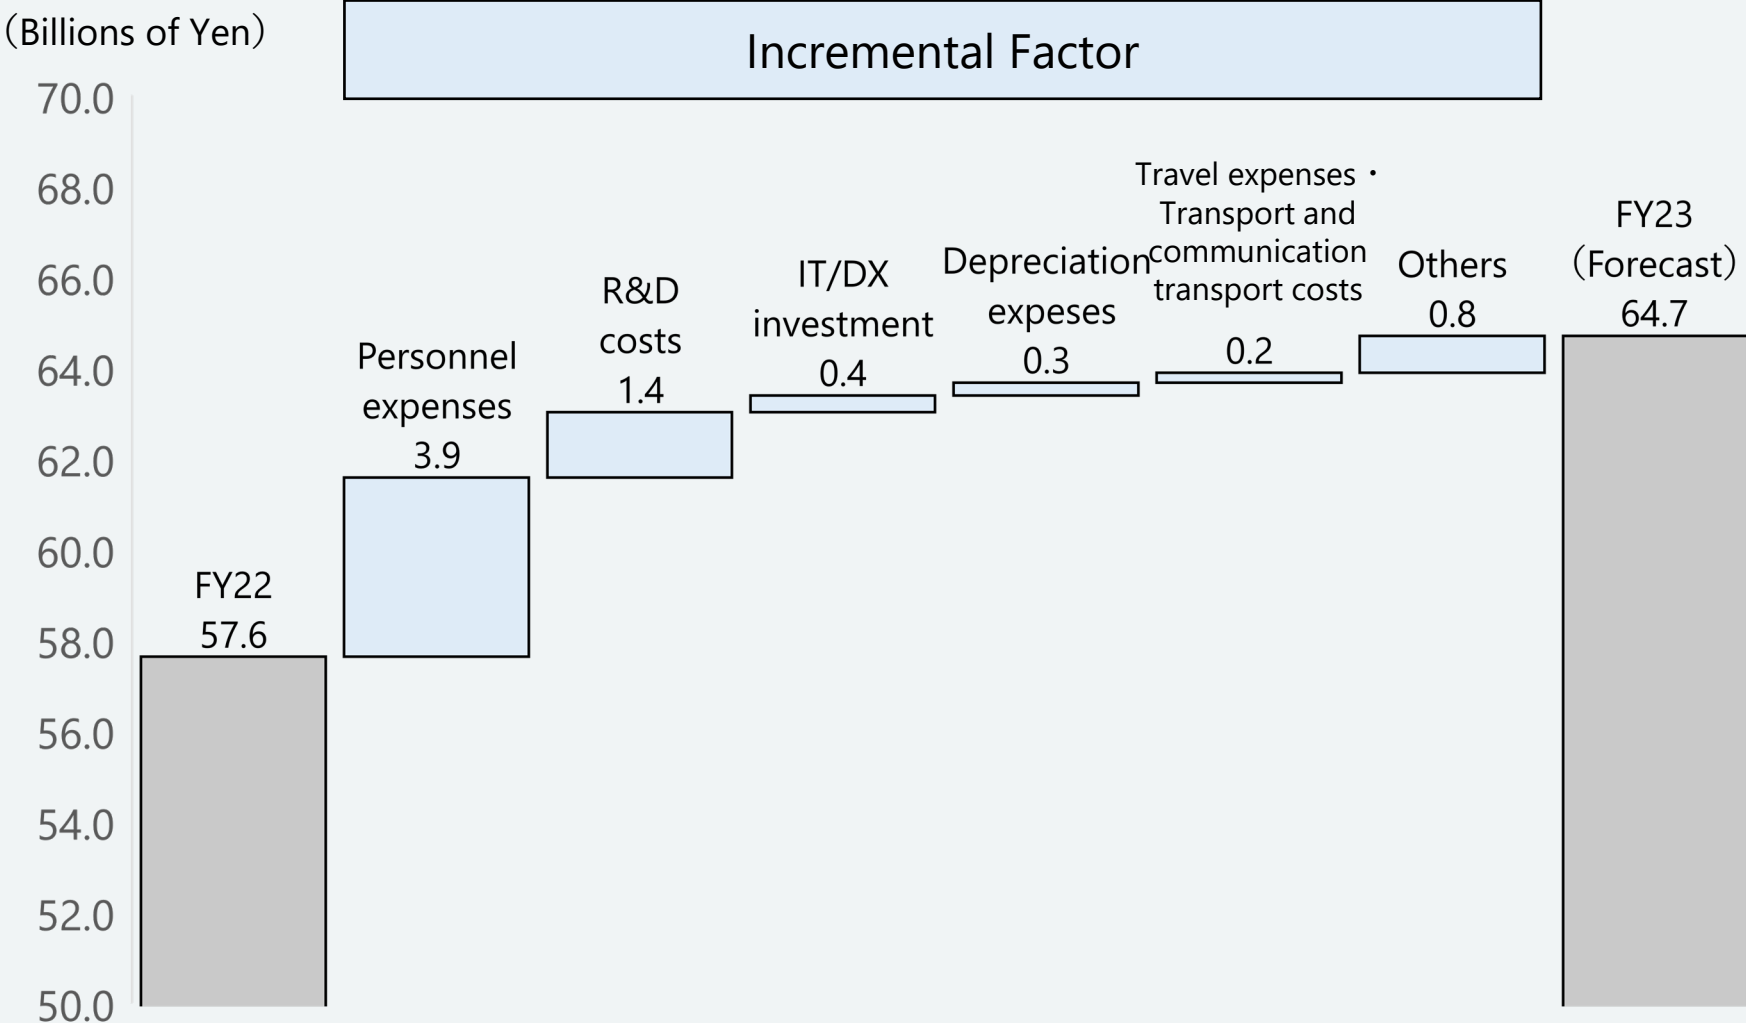 （Billions of Yen）
Incremental Factor
70.0
68.0
66.0
64.0
62.0
60.0
58.0
56.0
54.0
52.0
50.0
FY22
57.6
Personnel
expenses
3.9
R&D
costs
1.4
IT/DX
investment
0.4
Depreciation
expeses
0.3
Travel expenses・
Transport and
communication
transport costs
0.2
Others
0.8
FY23
（Forecast）
64.7